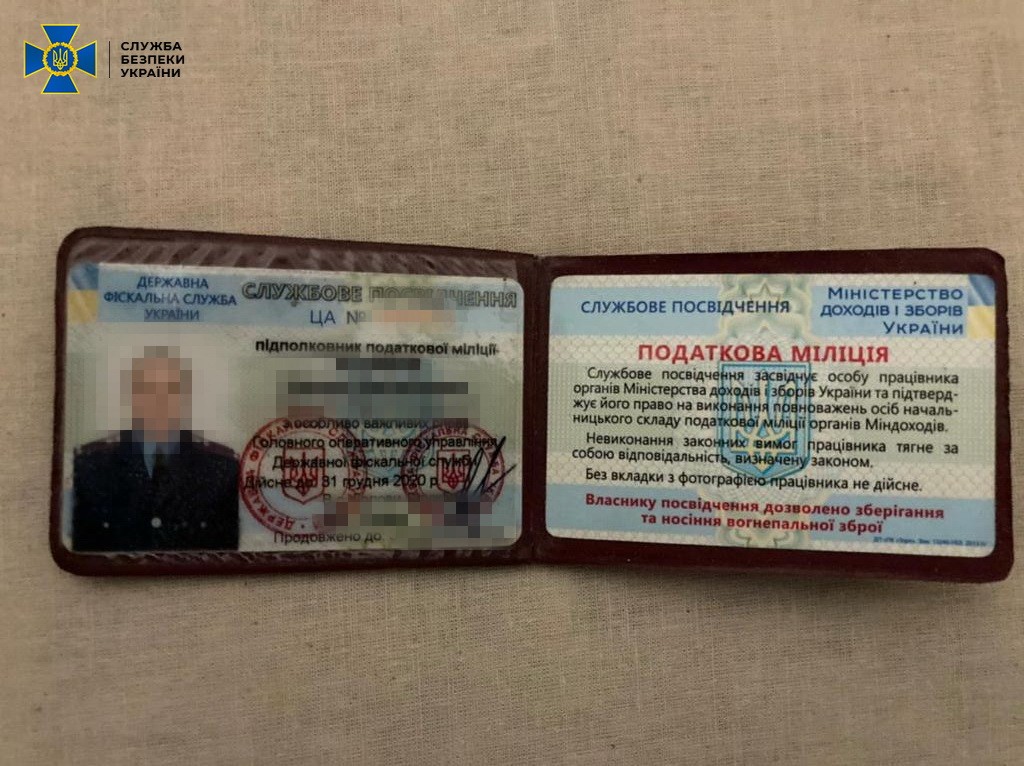 СЛУЖБА
БЕЗПЕКИ
УКРАЇНИ
ДЕРЖАВНА
ФІСКАЛЬНА СЛУЖБА
УКРАЇНИ
СЛУЖБОВЕ ПОСВІДЧЕННЯ
ЦА №
підполковник податкової міліції
з особливо важливих
Головного оперативного управління
Державної фіскальної служби
Дійсне до 31 грудня 2020 р.
Продовжено до
СЛУЖБОВЕ ПОСВІДЧЕННЯ
МІНІСТЕРСТВО
ДОХОДІВ І ЗБОРІВ
УКРАЇНИ
ПОДАТКОВА МІЛІЦІЯ
Службове посвідчення засвідчує особу працівника
органів Міністерства доходів і зборів України та підтверд-
жує його право на виконання повноважень осіб началь-
ницького складу податкової міліції органів Міндоходів.
Невиконання законних вимог працівника тягне за
собою відповідальність, визначену законом.
Без вкладки з фотографією працівника не дійсне.
Власнику посвідчення дозволено зберігання
та носіння вогнепальної зброї